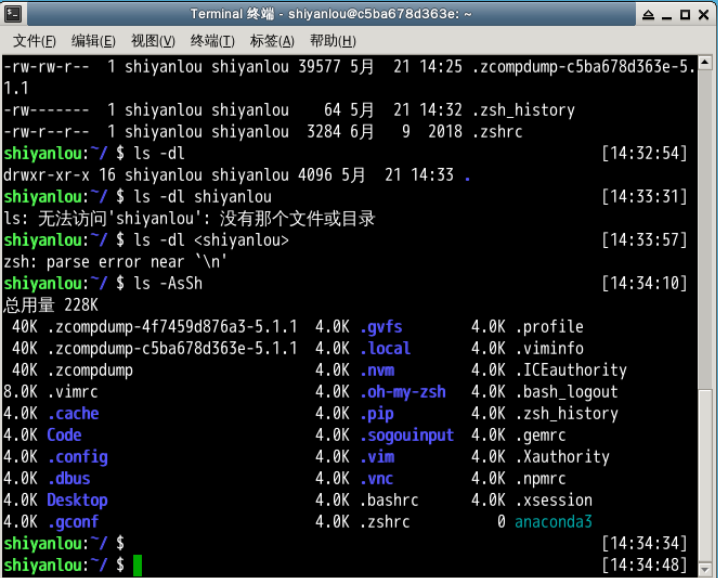 Terminal 终端 - shiyanlou@c5ba678d363e: ~
文件(F) 编辑(E) 视图(V) 终端(T) 标签(A) 帮助(H)
-rw-rw-r-- 1 shiyanlou shiyanlou 39577 5月 21 14:25 .zcompdump-c5ba678d363e-5.
1.1
-rw------- 1 shiyanlou shiyanlou 64 5月 21 14:32 .zsh_history
-rw-r--r-- 1 shiyanlou shiyanlou 3284 6月 9 2018 .zshrc
shiyanlou:~/ $ ls -dl [14:32:54]
drwxr-xr-x 16 shiyanlou shiyanlou 4096 5月 21 14:33 .
shiyanlou:~/ $ ls -dl shiyanlou [14:33:31]
ls: 无法访问'shiyanlou': 没有那个文件或目录
shiyanlou:~/ $ ls -dl <shiyanlou> [14:33:57]
zsh: parse error near `\n'
shiyanlou:~/ $ ls -AsSh [14:34:10]
总用量 228K
40K .zcompdump-4f7459d876a3-5.1.1 4.0K .gvfs 4.0K .profile
40K .zcompdump-c5ba678d363e-5.1.1 4.0K .local 4.0K .viminfo
40K .zcompdump 4.0K .nvm 4.0K .ICEauthority
8.0K .vimrc 4.0K .oh-my-zsh 4.0K .bash_logout
4.0K .cache 4.0K .pip 4.0K .zsh_history
4.0K Code 4.0K .sogouinput 4.0K .gemrc
4.0K .config 4.0K .vim 4.0K .Xauthority
4.0K .dbus 4.0K .vnc 4.0K .npmrc
4.0K Desktop 4.0K .bashrc 4.0K .xsession
4.0K .gconf 4.0K .zshrc 0 anaconda3
shiyanlou:~/ $ [14:34:34]
shiyanlou:~/ $ [14:34:48]